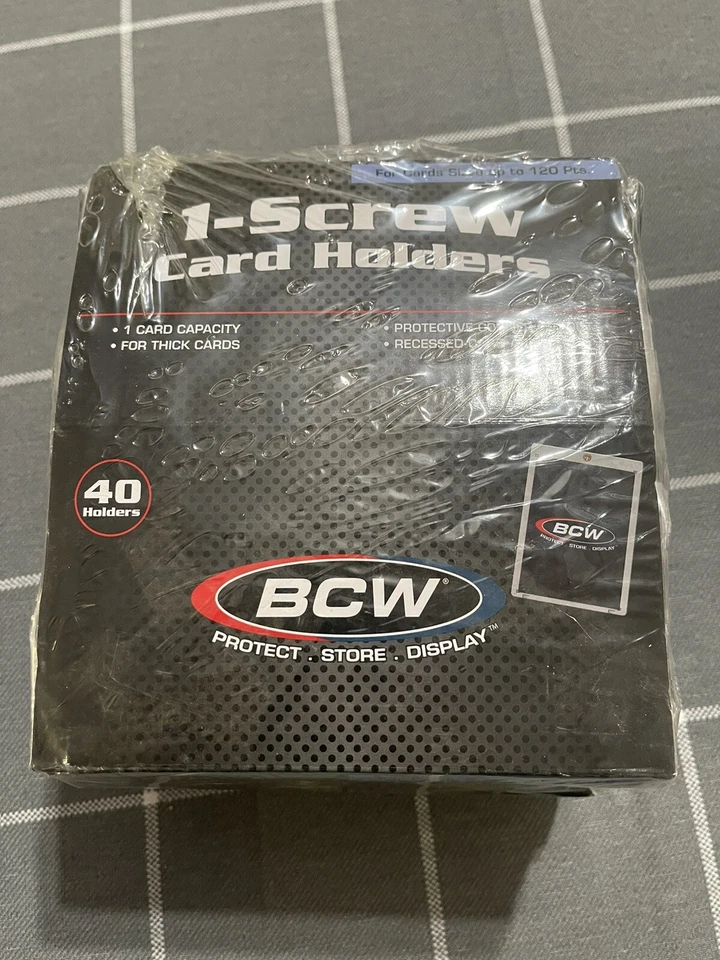 For Cards Sized up to 120 Pts.
1-Screw
Card Holders
• 1 CARD CAPACITY
• FOR THICK CARDS
• PROTECTIVE
• RECESSED
40
Holders
BCW
PROTECT . STORE . DISPLAY
BCW®
PROTECT . STORE . DISPLAY™